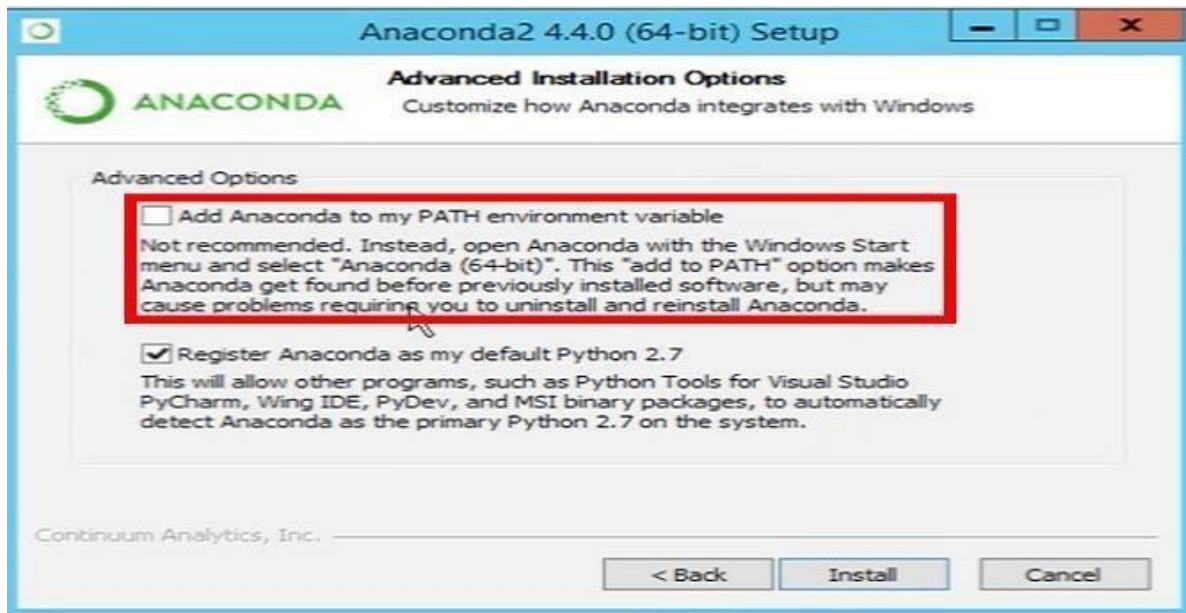 Anaconda2 4.4.0 (64-bit) Setup
ANACONDA
Advanced Installation Options
Customize how Anaconda integrates with Windows
Advanced Options
Add Anaconda to my PATH environment variable
Not recommended. Instead, open Anaconda with the Windows Start
menu and select "Anaconda (64-bit)". This "add to PATH" option makes
Anaconda get found before previously installed software, but may
cause problems requiring you to uninstall and reinstall Anaconda.
Register Anaconda as my default Python 2.7
This will allow other programs, such as Python Tools for Visual Studio
PyCharm, Wing IDE, PyDev, and MSI binary packages, to automatically
detect Anaconda as the primary Python 2.7 on the system.
Continuum Analytics, Inc.
< Back Install Cancel